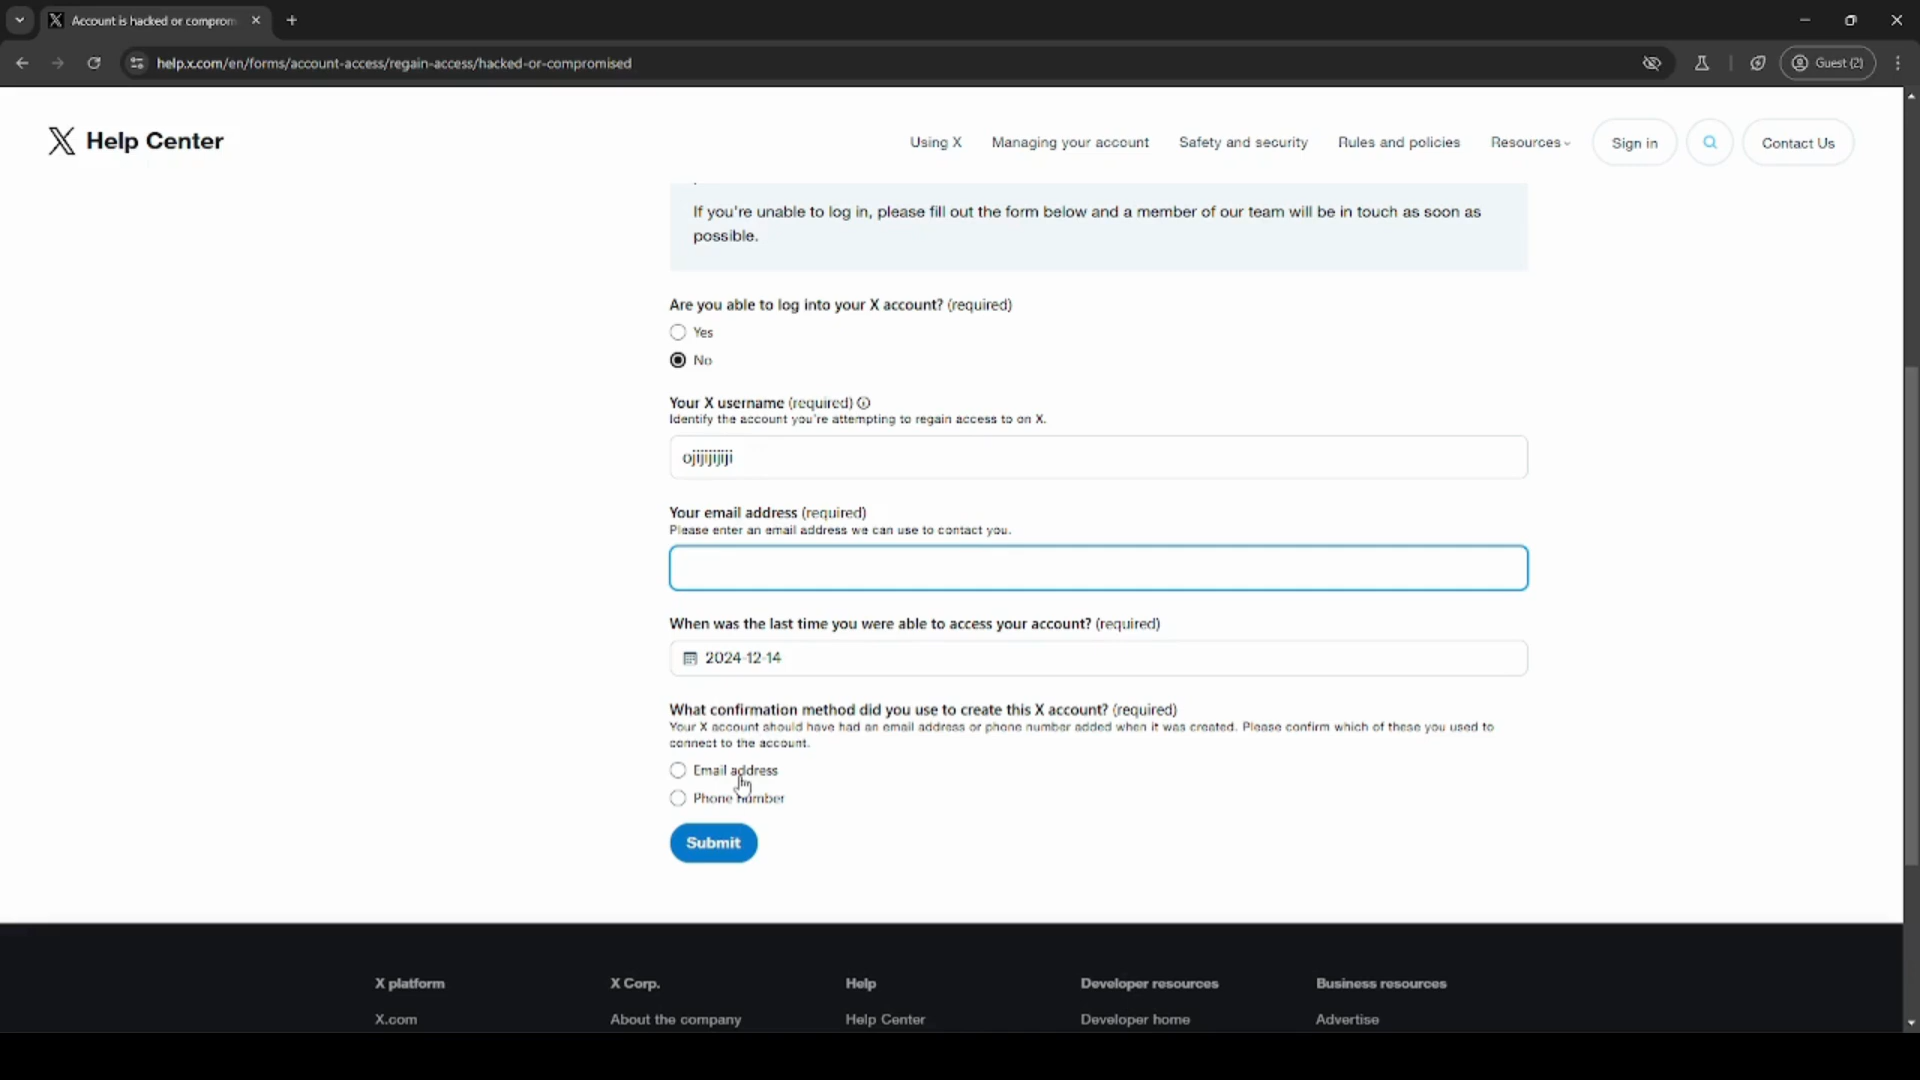 Account is hacked or comprom
help.x.com/en/forms/account-access/regain-access/hacked-or-compromised
Guest (2)
Help Center
Using X
Managing your account
Safety and security
Rules and policies
Resources
Sign in
Contact Us
If you're unable to log in, please fill out the form below and a member of our team will be in touch as soon as
possible.
Are you able to log into your X account? (required)
Yes
No
Your X username (required)
Identify the account you're attempting to regain access to on X.
ojijijijiji
Your email address (required)
Please enter an email address we can use to contact you.
When was the last time you were able to access your account? (required)
2024-12-14
What confirmation method did you use to create this X account? (required)
Your X account should have had an email address or phone number added when it was created. Please confirm which of these you used to
connect to the account.
Email address
Phone number
Submit
X platform
X Corp.
Help
Developer resources
Business resources
X.com
About the company
Help Center
Developer home
Advertise